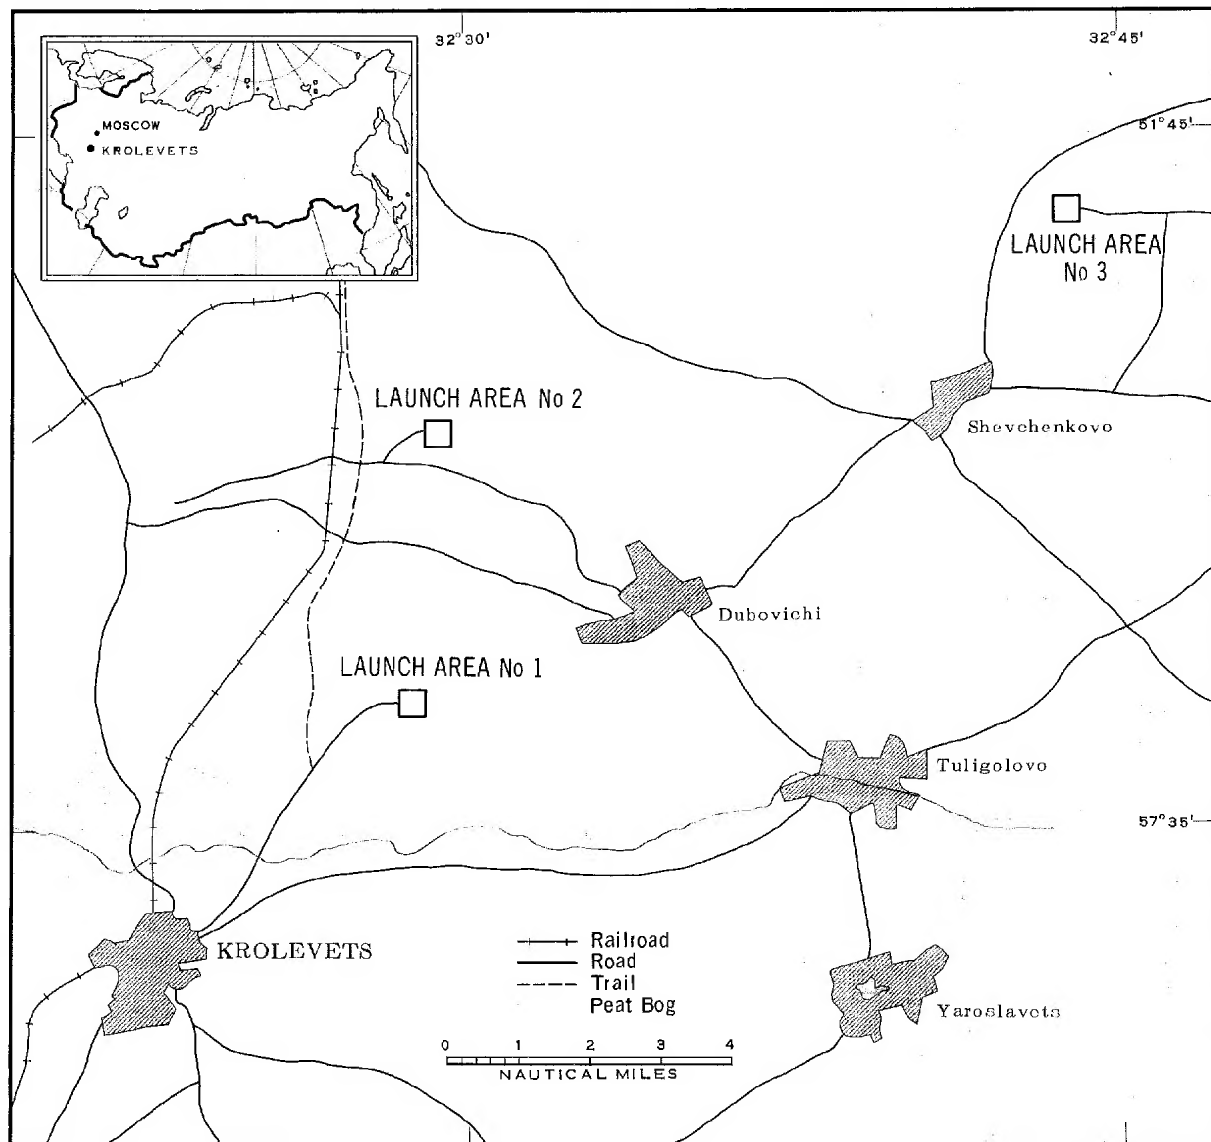 32°30'
32°45'
MOSCOW
KROLEVETS
51°45'
LAUNCH AREA
No 3
LAUNCH AREA No 2
Shevchenkovo
Dubovichi
LAUNCH AREA No 1
Tuligolovo
57°35'
KROLEVETS
Railroad
Road
Trail
Peat Bog
Yaroslavets
0 1 2 3 4
NAUTICAL MILES